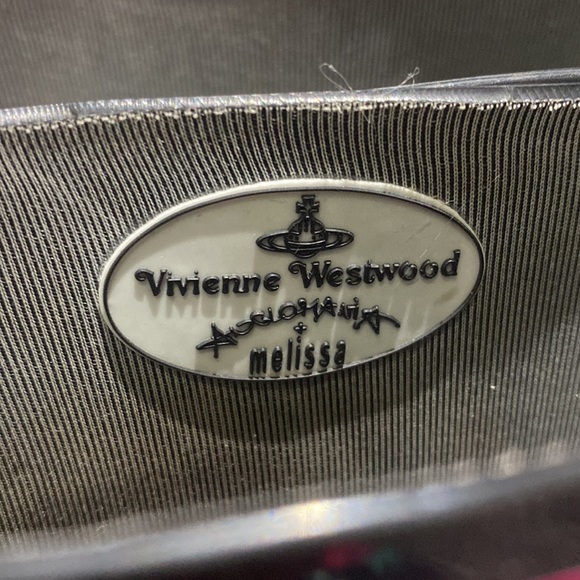 Vivienne Westwood
ANGLOMANIA
+
melissa